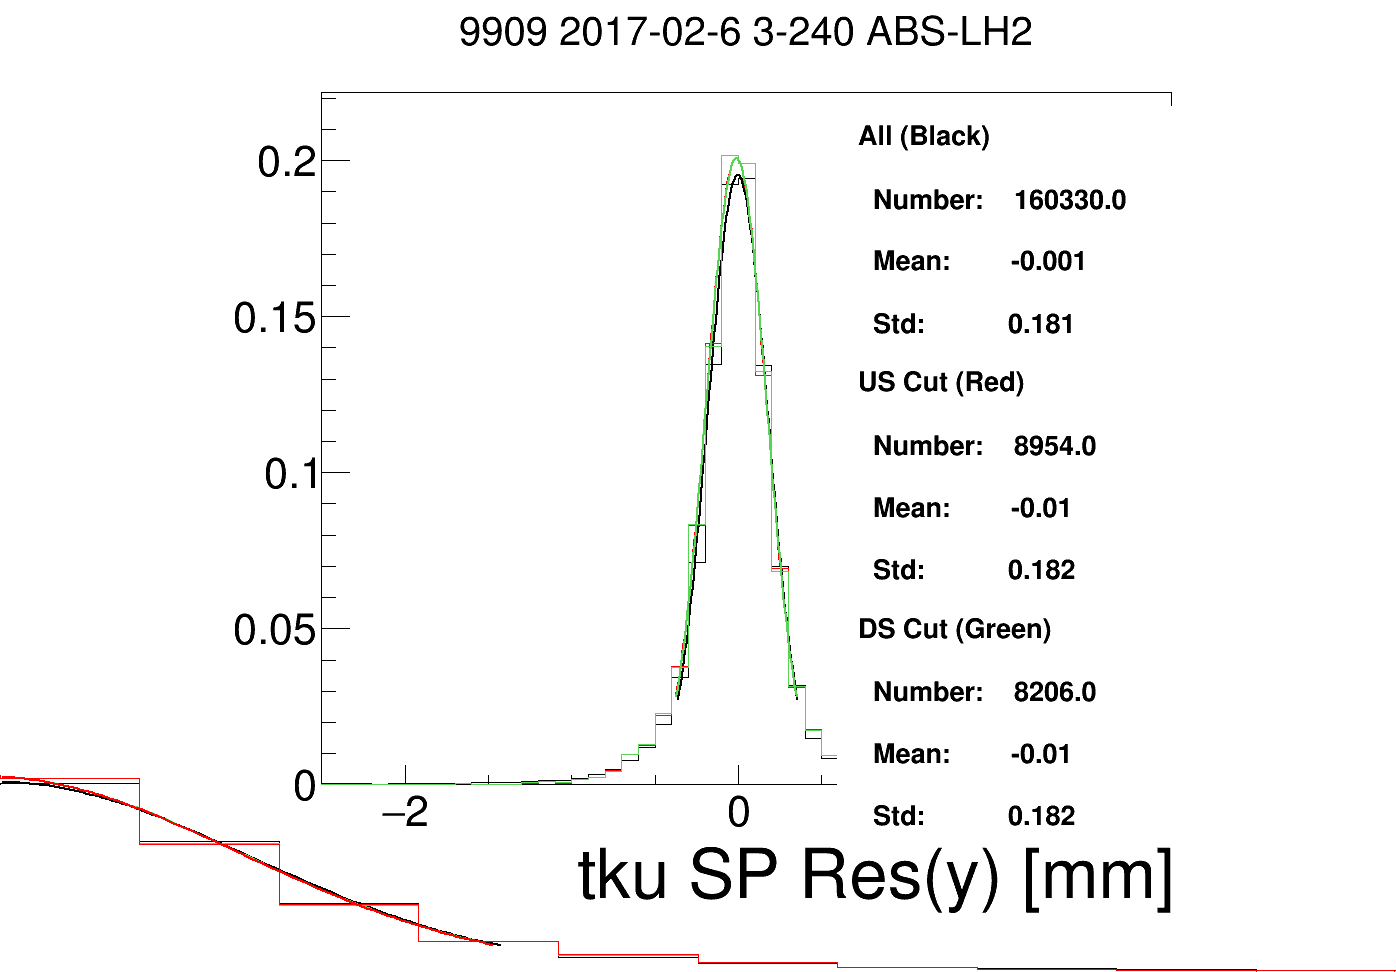 9909 2017-02-6 3-240 ABS-LH2
0.2
0.15
0.1
0.05
0
−2
0
All (Black)
Number: 160330.0
Mean: -0.001
Std: 0.181
US Cut (Red)
Number: 8954.0
Mean: -0.01
Std: 0.182
DS Cut (Green)
Number: 8206.0
Mean: -0.01
Std: 0.182
tku SP Res(y) [mm]